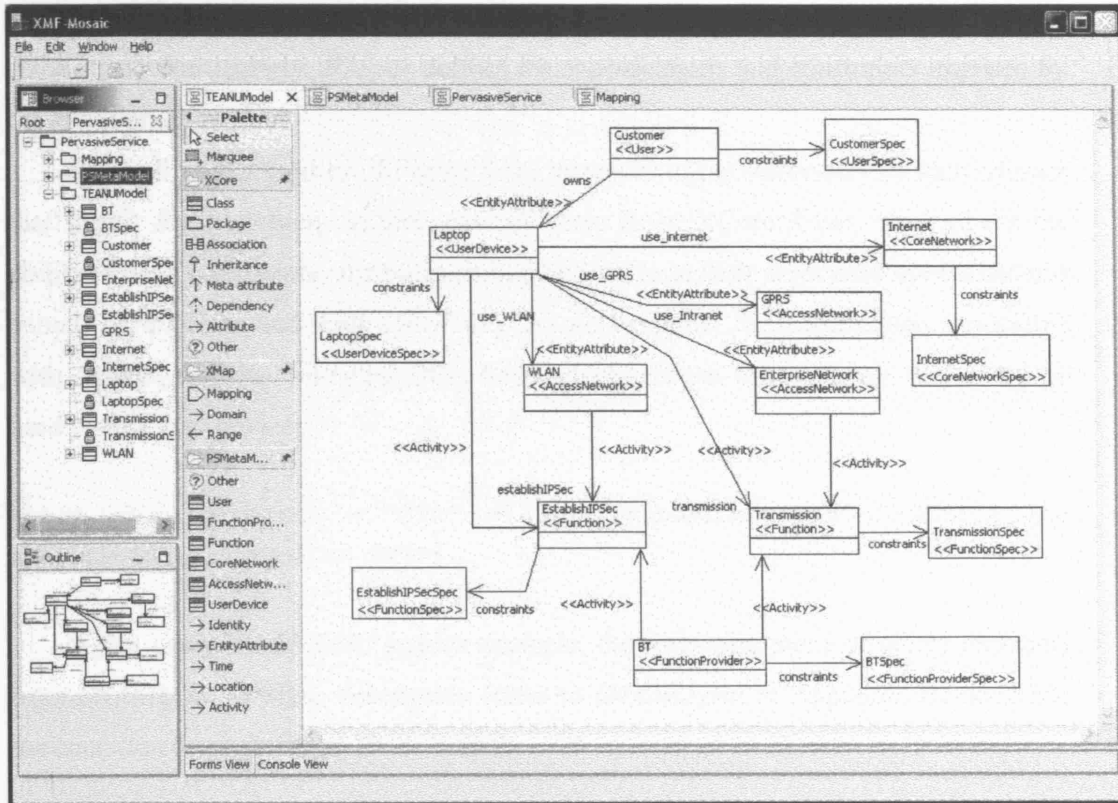 XMF-Mosaic
File Edit Window Help
Browser
Root PervasiveS...
PervasiveService
Mapping
PSMetaModel
TEANUModel
BT
BTSpec
Customer
CustomerSpec
EnterpriseNet
EstablishIPSec
EstablishIPSec
GPRS
Internet
InternetSpec
Laptop
LaptopSpec
Transmission
TransmissionS
WLAN
Outline
TEANUModel PSMetaModel PervasiveService Mapping
Palette
Select
Marquee
XCore
Class
Package
Association
Inheritance
Meta attribute
Dependency
Attribute
Other
XMap
Mapping
Domain
Range
PSMetaM...
Other
User
FunctionPro...
Function
CoreNetwork
AccessNetw...
UserDevice
Identity
EntityAttribute
Time
Location
Activity
Customer
<<User>>
constraints
CustomerSpec
<<UserSpec>>
owns
<<EntityAttribute>>
Laptop
<<UserDevice>>
use_internet
Internet
<<CoreNetwork>>
<<EntityAttribute>>
constraints
LaptopSpec
<<UserDeviceSpec>>
use_GPRS
<<EntityAttribute>>
GPRS
<<AccessNetwork>>
use_Intranet
use_WLAN
constraints
InternetSpec
<<CoreNetworkSpec>>
<<EntityAttribute>>
WLAN
<<AccessNetwork>>
<<EntityAttribute>>
EnterpriseNetwork
<<AccessNetwork>>
<<Activity>>
<<Activity>>
<<Activity>>
<<Activity>>
establishIPSec
EstablishIPSec
<<Function>>
transmission
Transmission
<<Function>>
constraints
TransmissionSpec
<<FunctionSpec>>
EstablishIPSecSpec
<<FunctionSpec>>
constraints
<<Activity>>
<<Activity>>
BT
<<FunctionProvider>>
constraints
BTSpec
<<FunctionProviderSpec>>
Forms View Console View